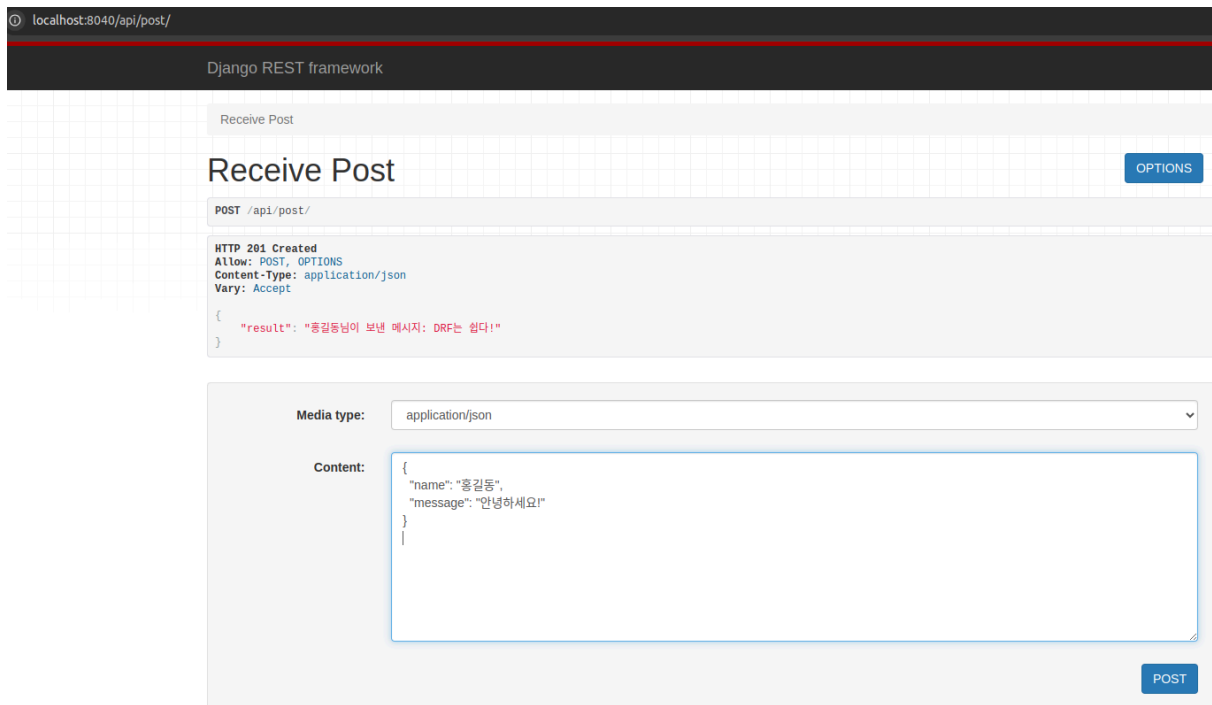 localhost:8040/api/post/
Django REST framework
Receive Post
Receive Post
OPTIONS
POST /api/post/
HTTP 201 Created
Allow: POST, OPTIONS
Content-Type: application/json
Vary: Accept
{
"result": "홍길동님이 보낸 메시지: DRF는 쉽다!"
}
Media type:
application/json
Content:
{
"name": "홍길동",
"message": "안녕하세요!"
}
POST